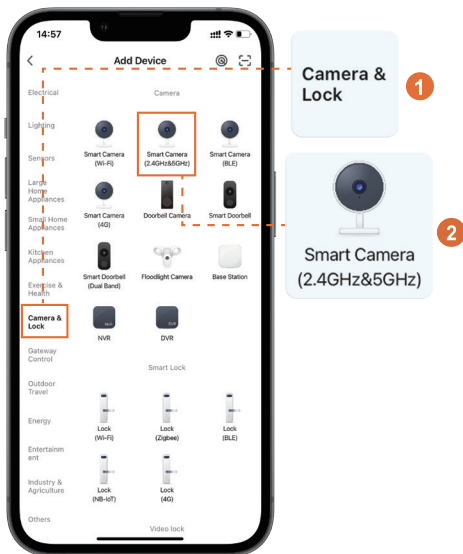 14:57
Add Device
Electrical
Lighting
Sensors
Large
Home
Appliances
Small Home
Appliances
Kitchen
Appliances
Exercise &
Health
Camera &
Lock
Gateway
Control
Outdoor
Travel
Energy
Entertainm
ent
Industry &
Agriculture
Others
Camera
Smart Camera
(Wi-Fi)
Smart Camera
(2.4GHz&5GHz)
Smart Camera
(BLE)
Smart Camera
(4G)
Doorbell Camera
Smart Doorbell
Smart Doorbell
(Dual Band)
Floodlight Camera
Base Station
NVR
NVR
DVR
DVR
Smart Lock
Lock
(Wi-Fi)
Lock
(Zigbee)
Lock
(BLE)
Lock
(NB-IoT)
Lock
(4G)
Video lock
Camera &
Lock
1
Smart Camera
(2.4GHz&5GHz)
2